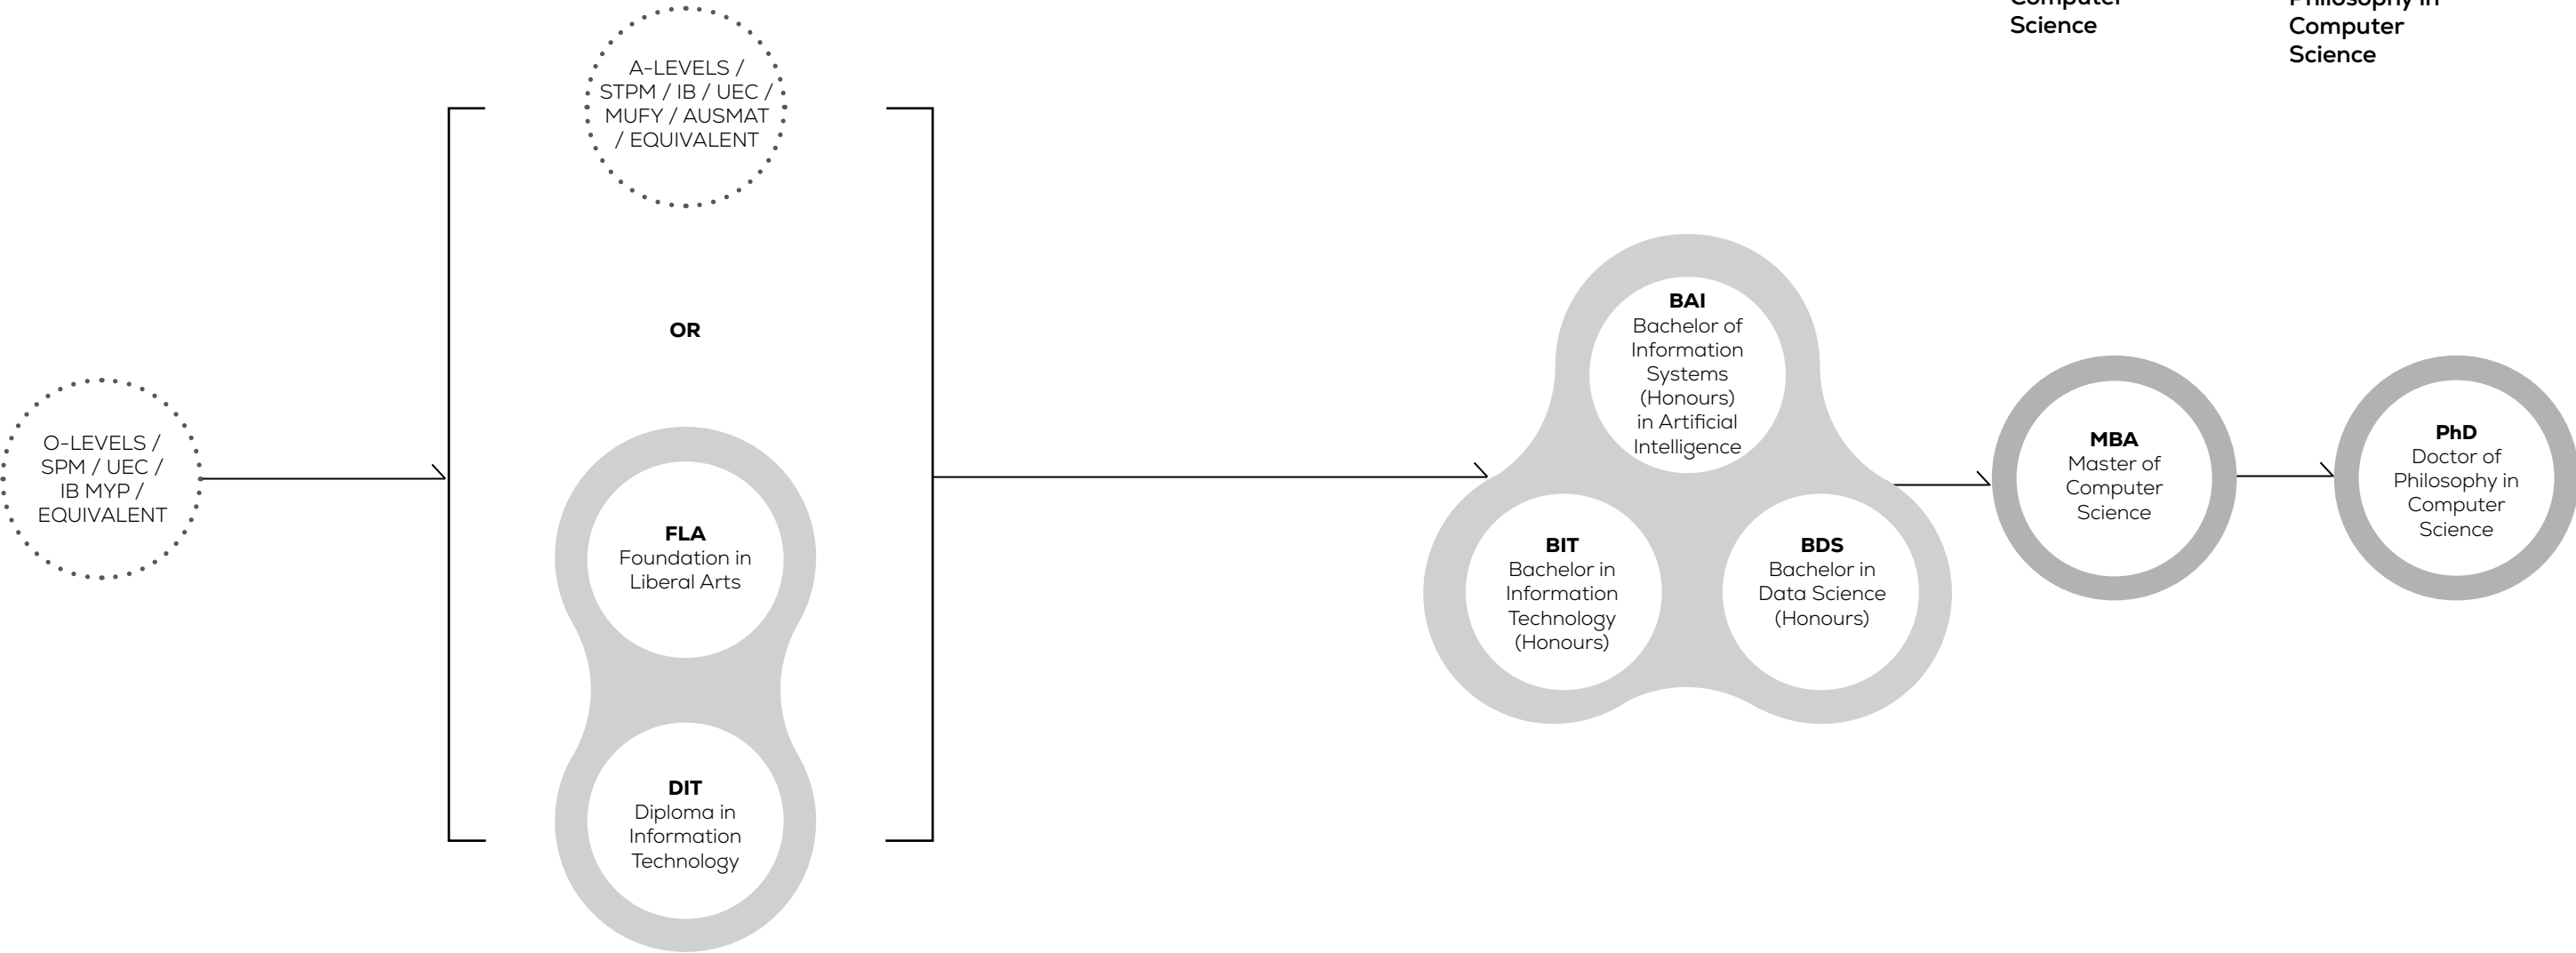 Computer
Science
Philosophy in
Computer
Science
A-LEVELS /
STPM / IB / UEC /
MUFY / AUSMAT
/ EQUIVALENT
OR
O-LEVELS /
SPM / UEC /
IB MYP /
EQUIVALENT
FLA
Foundation in
Liberal Arts
DIT
Diploma in
Information
Technology
BAI
Bachelor of
Information
Systems
(Honours)
in Artificial
Intelligence
BIT
Bachelor in
Information
Technology
(Honours)
BDS
Bachelor in
Data Science
(Honours)
MBA
Master of
Computer
Science
PhD
Doctor of
Philosophy in
Computer
Science